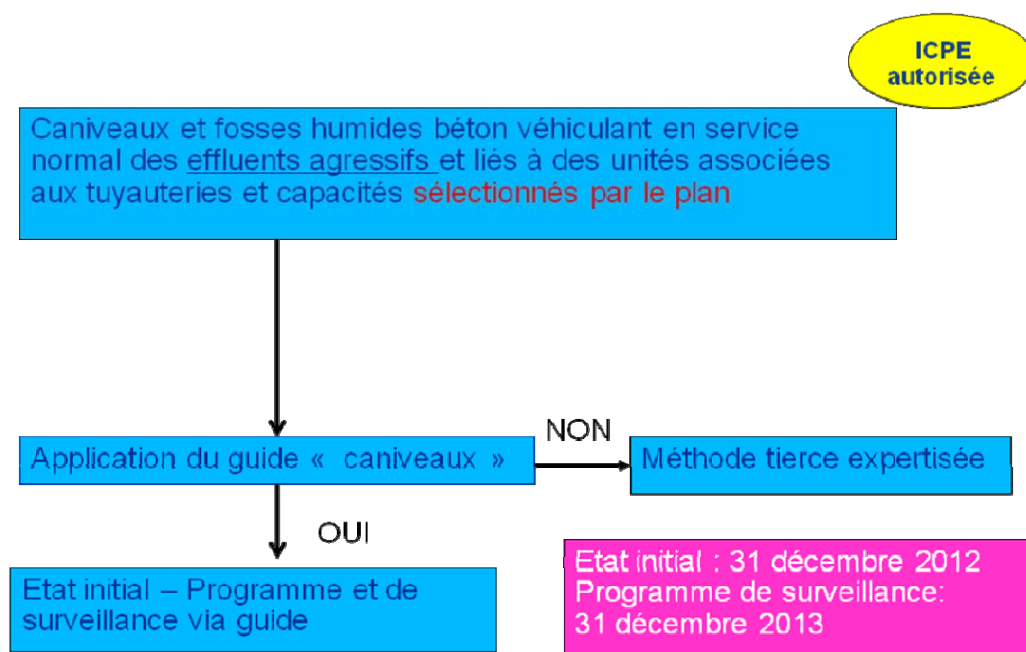 ICPE
autorisée
Caniveaux et fosses humides béton véhiculant en service
normal des effluents agressifs et liés à des unités associées
aux tuyauteries et capacités sélectionnés par le plan
NON
Application du guide « caniveaux »
Méthode tierce expertisée
OUI
Etat initial – Programme et de
surveillance via guide
Etat initial : 31 décembre 2012
Programme de surveillance:
31 décembre 2013